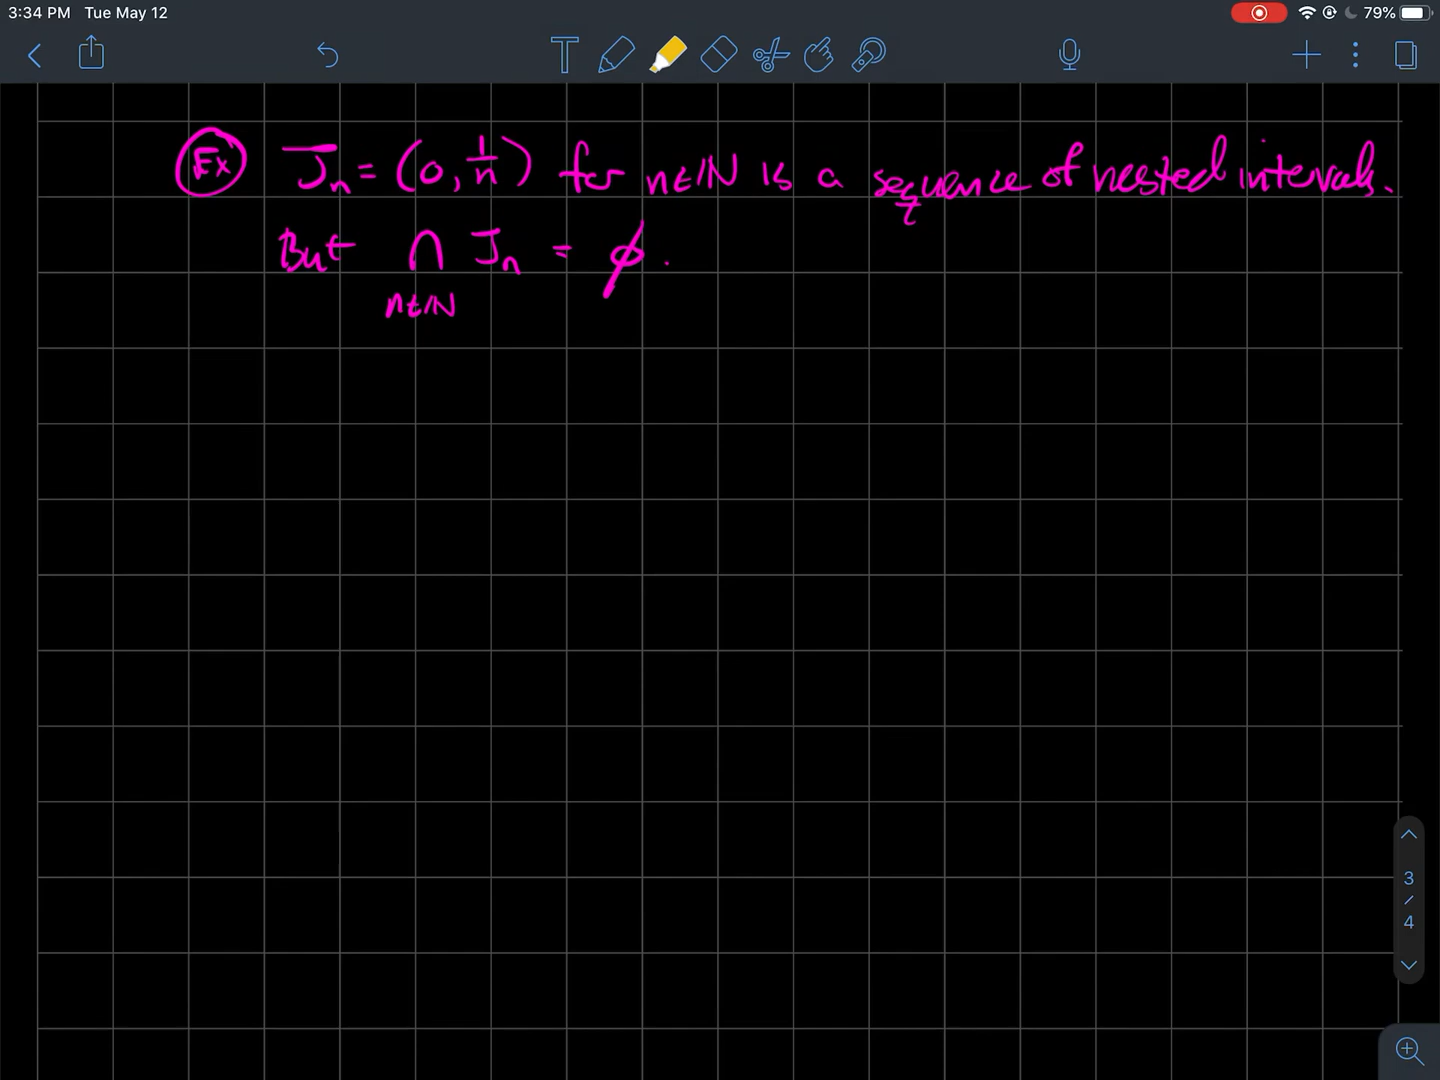 3:34 PM Tue May 12 79%
T
Ex J_n = (0, 1/n) for n∈ℕ is a sequence of nested intervals.
But ∩ J_n = ∅.
n∈ℕ
3
/
4